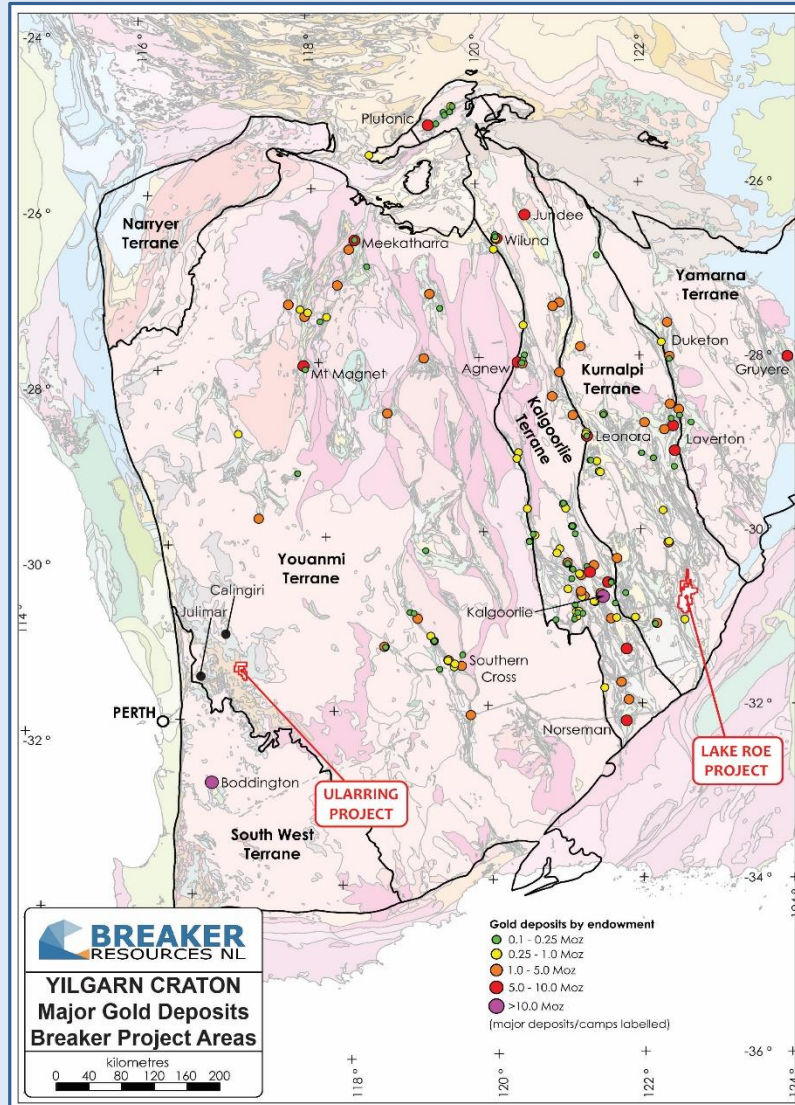 -24°
116°
118°
120°
122°
Plutonic
-26°
-26°
Narryer
Terrane
Jundee
Meekatharra
Wiluna
Yamarna
Terrane
Duketon
-28°
Gruyere
Kurnalpi
Terrane
Mt Magnet
Agnew
-28°
Kalgoorlie
Terrane
Leonora
Laverton
-30°
Youanmi
Terrane
-30°
Calingiri
Julimar
114°
Kalgoorlie
Southern
Cross
PERTH
-32°
Norseman
-32°
LAKE ROE
PROJECT
Boddington
ULARRING
PROJECT
South West
Terrane
-34°
124°
BREAKER
RESOURCES NL
YILGARN CRATON
Major Gold Deposits
Breaker Project Areas
kilometres
0 40 80 120 160 200
Gold deposits by endowment
0.1 - 0.25 Moz
0.25 - 1.0 Moz
1.0 - 5.0 Moz
5.0 - 10.0 Moz
>10.0 Moz
(major deposits/camps labelled)
-36°
118°
120°
122°
124°